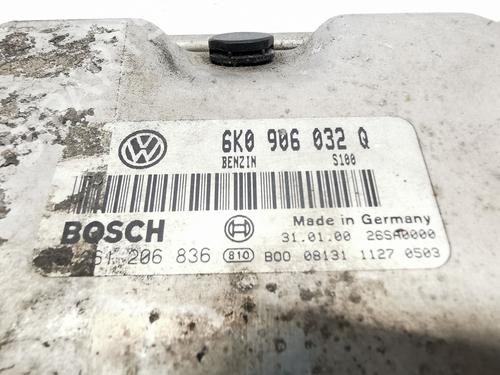 6K0 906 032 Q
BENZIN S100
BOSCH Made in Germany
31.01.00 26SA0000
261 206 836 810 B00 08131 1127 0503